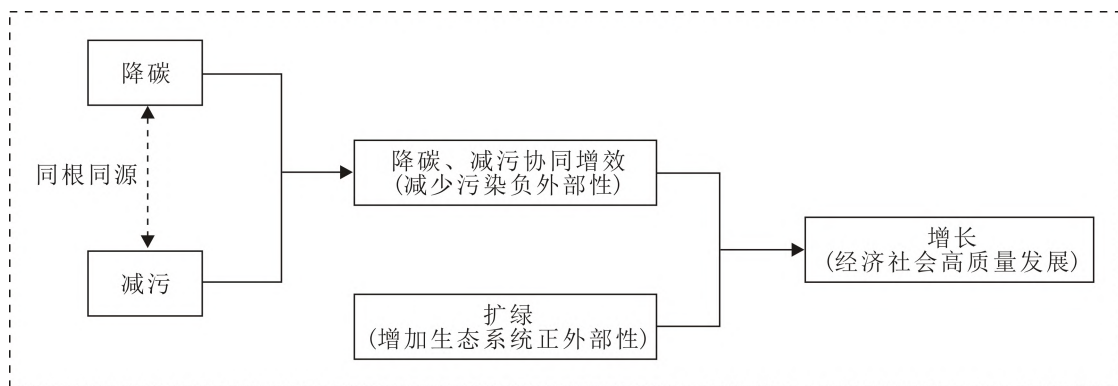 降碳
同根同源
减污
降碳、减污协同增效
(减少污染负外部性)
扩绿
(增加生态系统正外部性)
增长
(经济社会高质量发展)